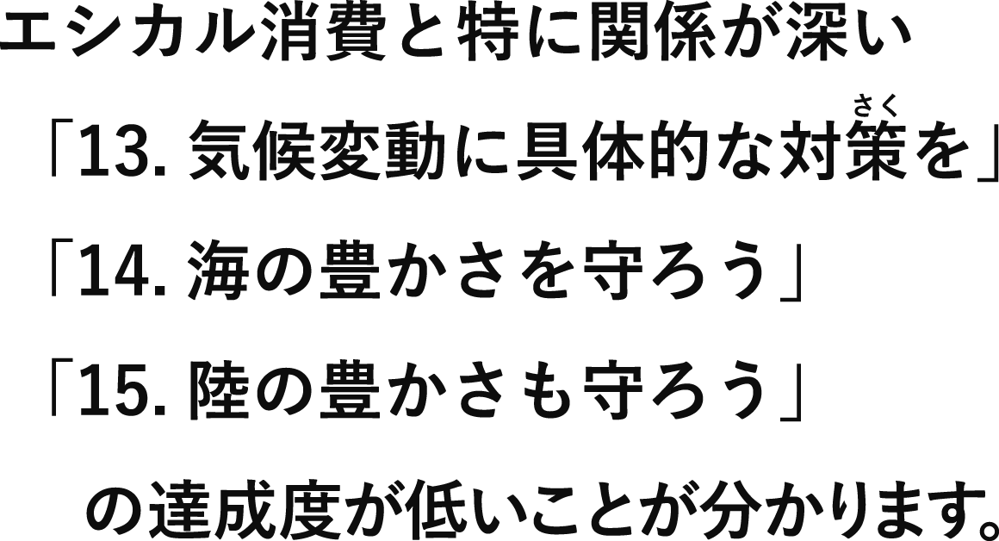 エシカル消費と特に関係が深い
さく
「13. 気候変動に具体的な対策を」
「14. 海の豊かさを守ろう」
「15. 陸の豊かさも守ろう」
の達成度が低いことが分かります。